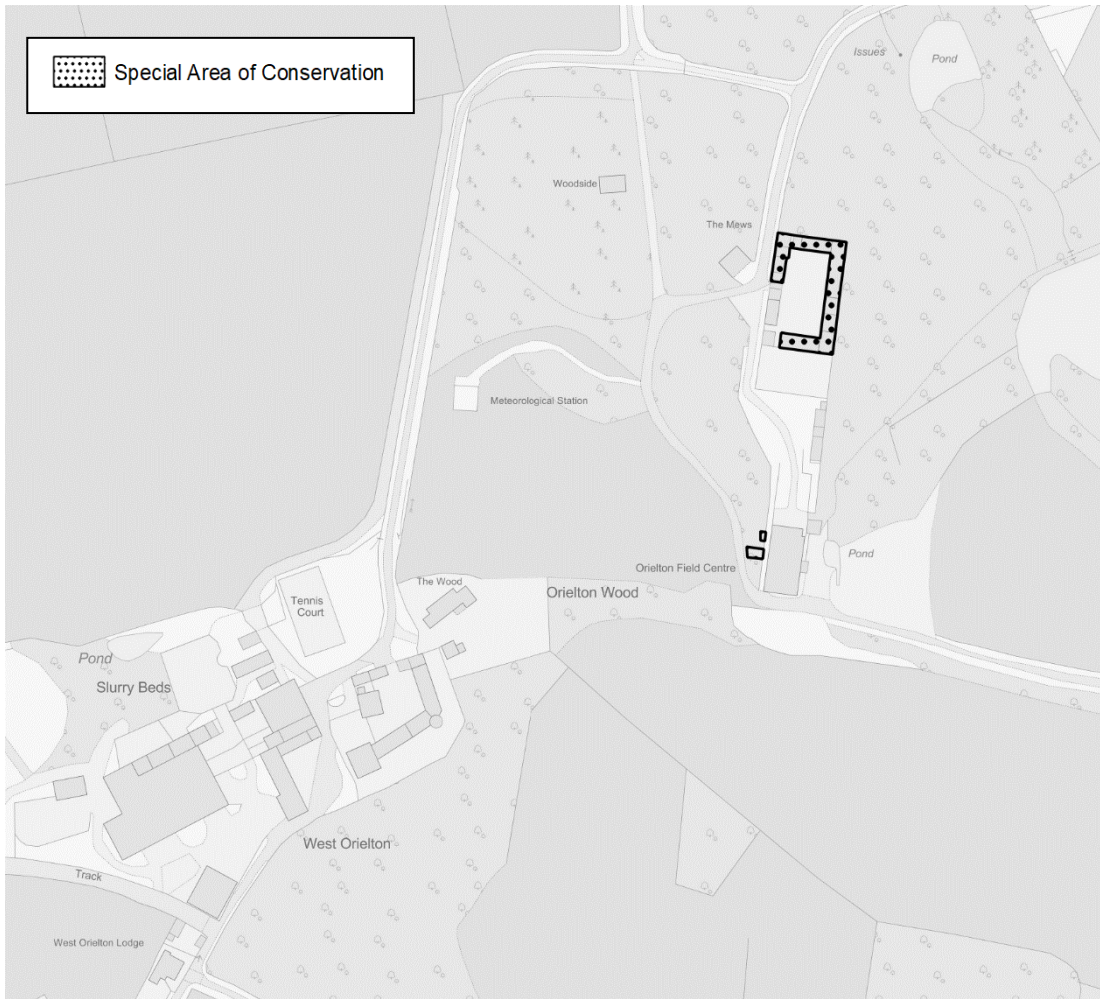 Special Area of Conservation
Issues
Pond
Woodside
The Mews
Meteorological Station
Orielton Field Centre
Pond
The Wood
Orielton Wood
Tennis
Court
Pond
Slurry Beds
West Orielton
Track
West Orielton Lodge